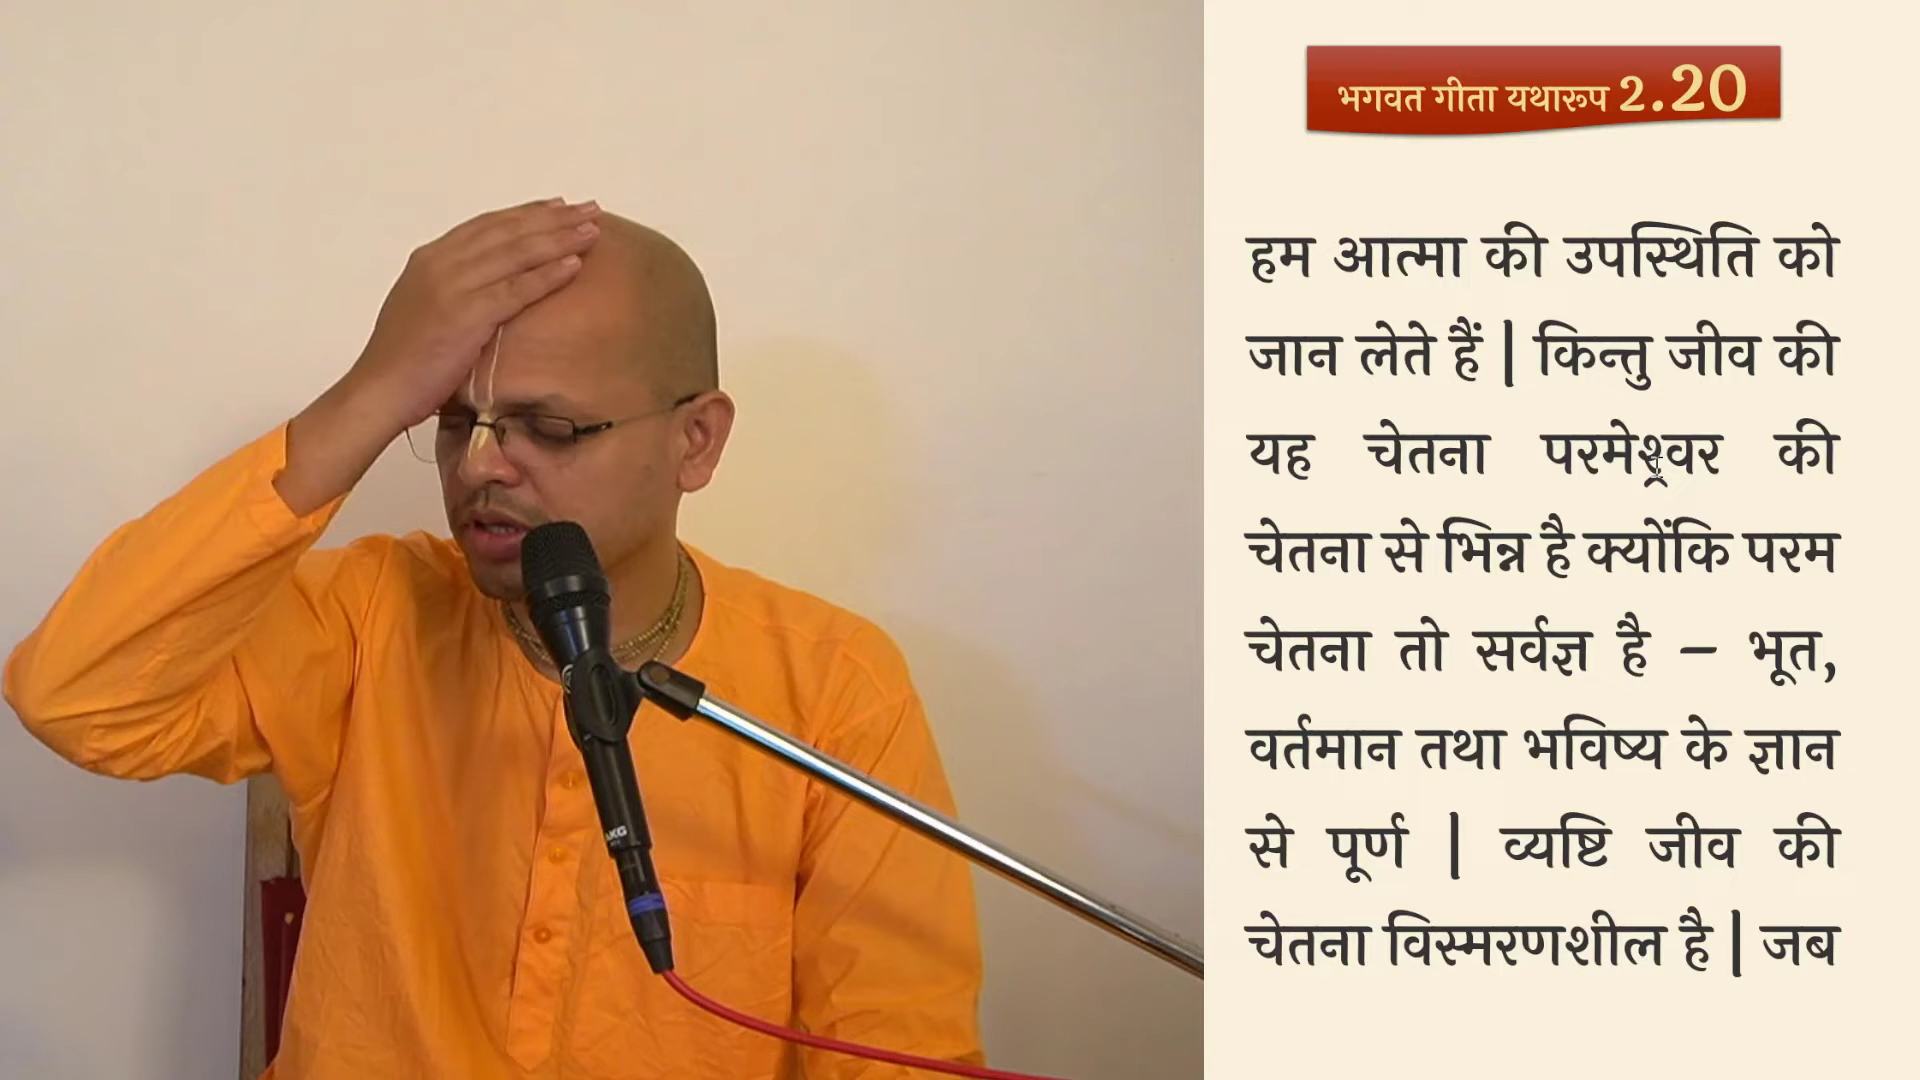 भगवत गीता यथारूप 2.20
हम आत्मा की उपस्थिति को
जान लेते हैं | किन्तु जीव की
यह चेतना परमेश्र्वर की
चेतना से भिन्न है क्योंकि परम
चेतना तो सर्वज्ञ है – भूत,
वर्तमान तथा भविष्य के ज्ञान
से पूर्ण | व्यष्टि जीव की
चेतना विस्मरणशील है | जब
AKG